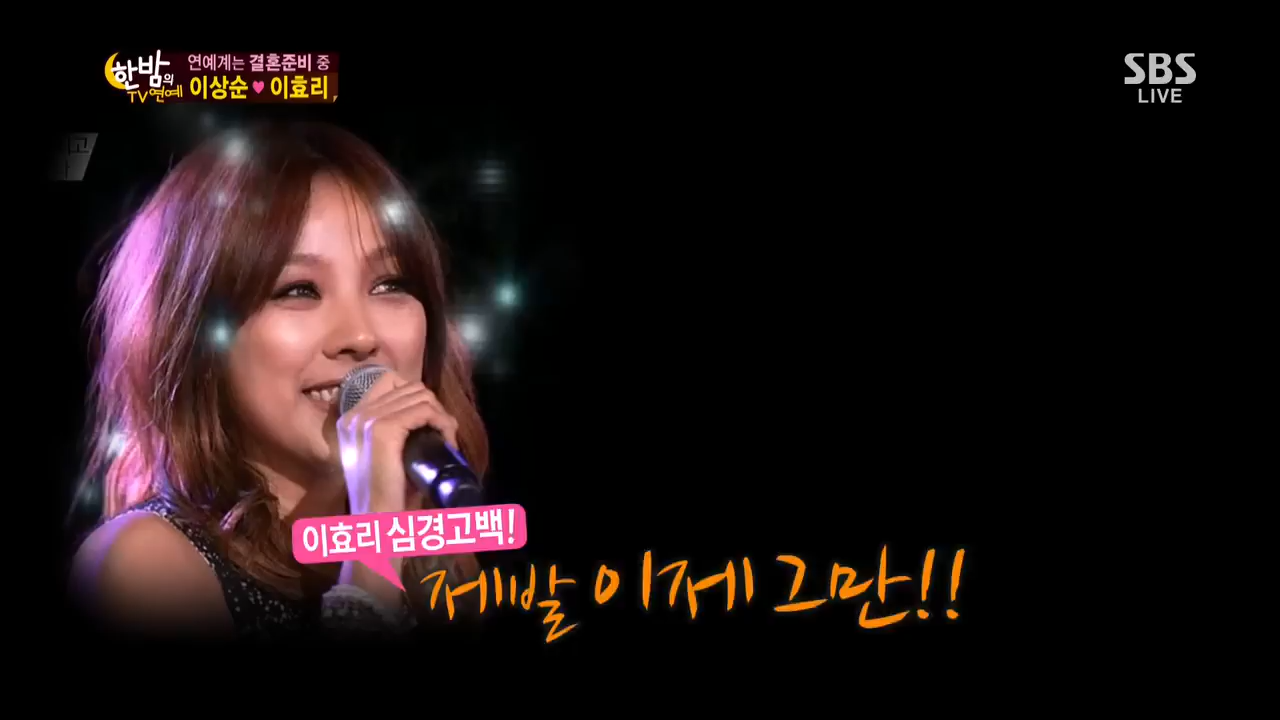 한밤의
TV연예
연예계는 결혼준비 중
이상순♥이효리
SBS
LIVE
이효리 심경고백!
제발 이제 그만!!